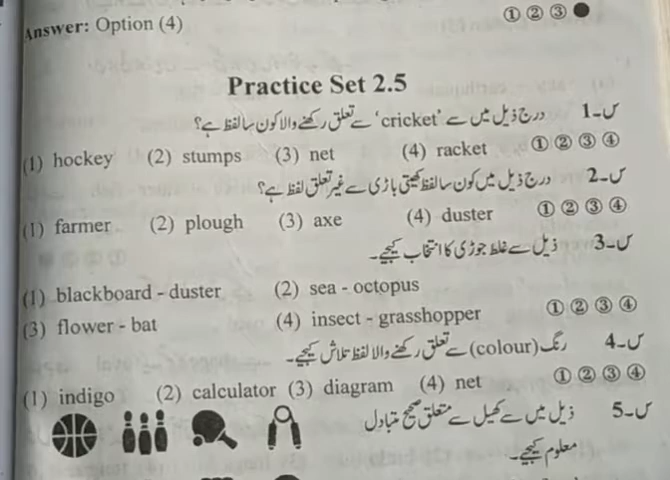 Answer: Option (4) ① ② ③ ●
Practice Set 2.5
س-1 درج ذیل میں سے 'cricket' سے تعلق رکھنے والا کون سا لفظ ہے؟
(1) hockey (2) stumps (3) net (4) racket ① ② ③ ④
س-2 درج ذیل میں کون سا لفظ کھیتی باڑی سے غیر تعلق لفظ ہے؟
(1) farmer (2) plough (3) axe (4) duster ① ② ③ ④
س-3 ذیل سے غلط جوڑی کا انتخاب کیجیے۔
(1) blackboard - duster (2) sea - octopus
(3) flower - bat (4) insect - grasshopper ① ② ③ ④
س-4 رنگ (colour) سے تعلق رکھنے والا لفظ تلاش کیجیے۔
(1) indigo (2) calculator (3) diagram (4) net ① ② ③ ④
س-5 ذیل میں سے کھیل سے متعلق صحیح متبادل
معلوم کیجیے۔